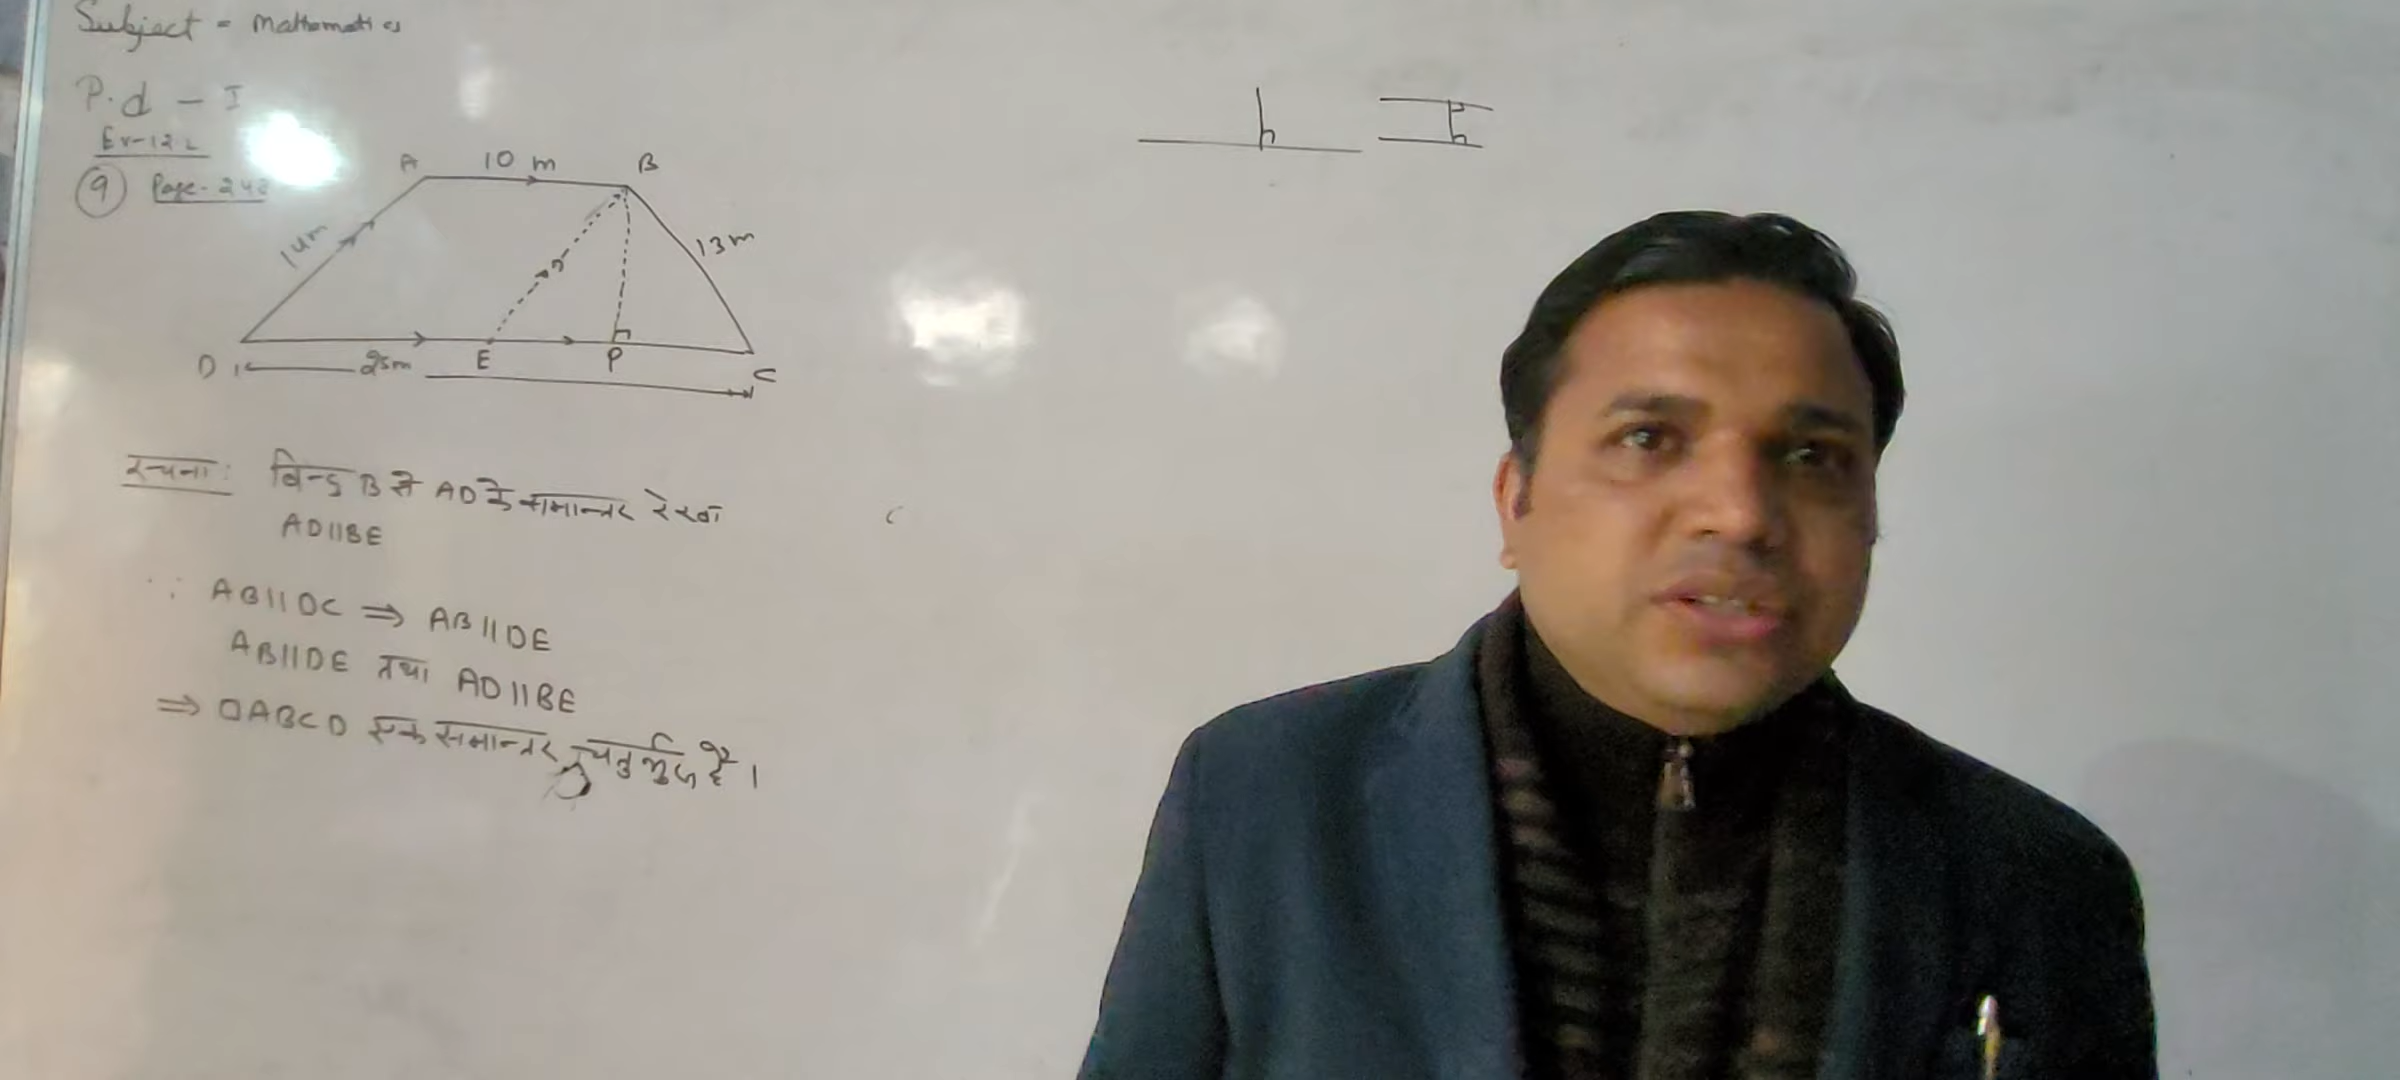 Subject = Mathematics
P.d - I
Ex-12.2
9 Page-
A 10 m B
14m
13m
D 25m E P C
रचना: बिन्दु B से AD के समान्तर रेखा
AD||BE
∵ AB||DC ⇒ AB||DE
AB||DE तथा AD||BE
⇒ □ABCD एक समान्तर चतुर्भुज है।